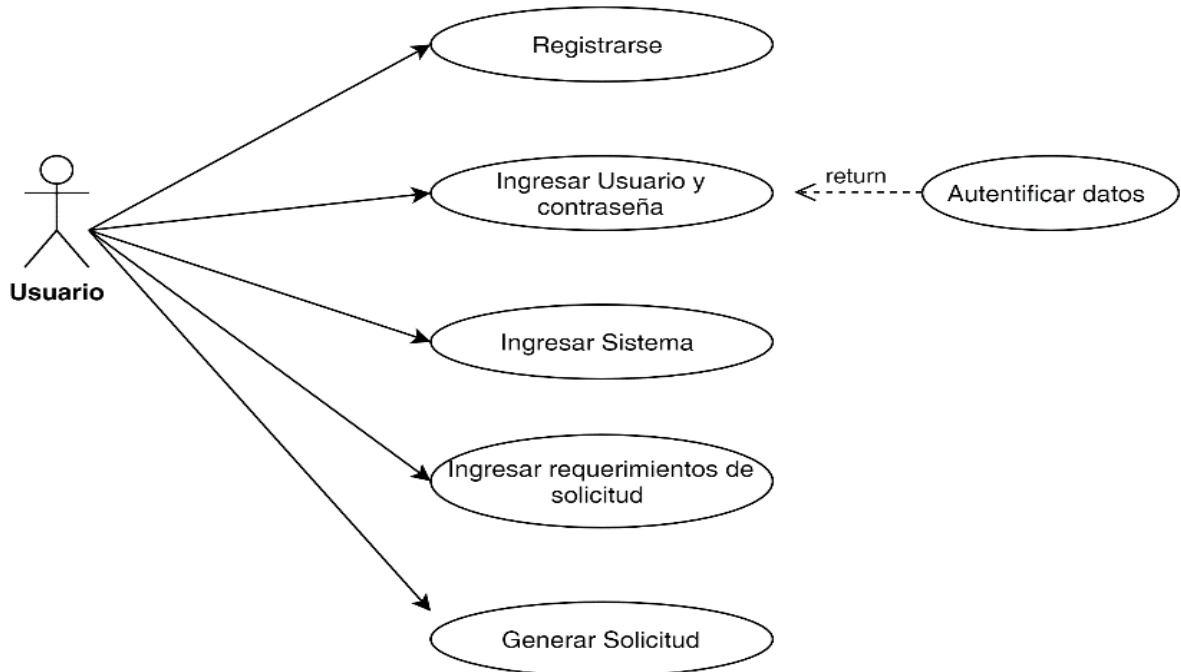 Registrarse
Ingresar Usuario y
contraseña
return
Autentificar datos
Usuario
Ingresar Sistema
Ingresar requerimientos de
solicitud
Generar Solicitud